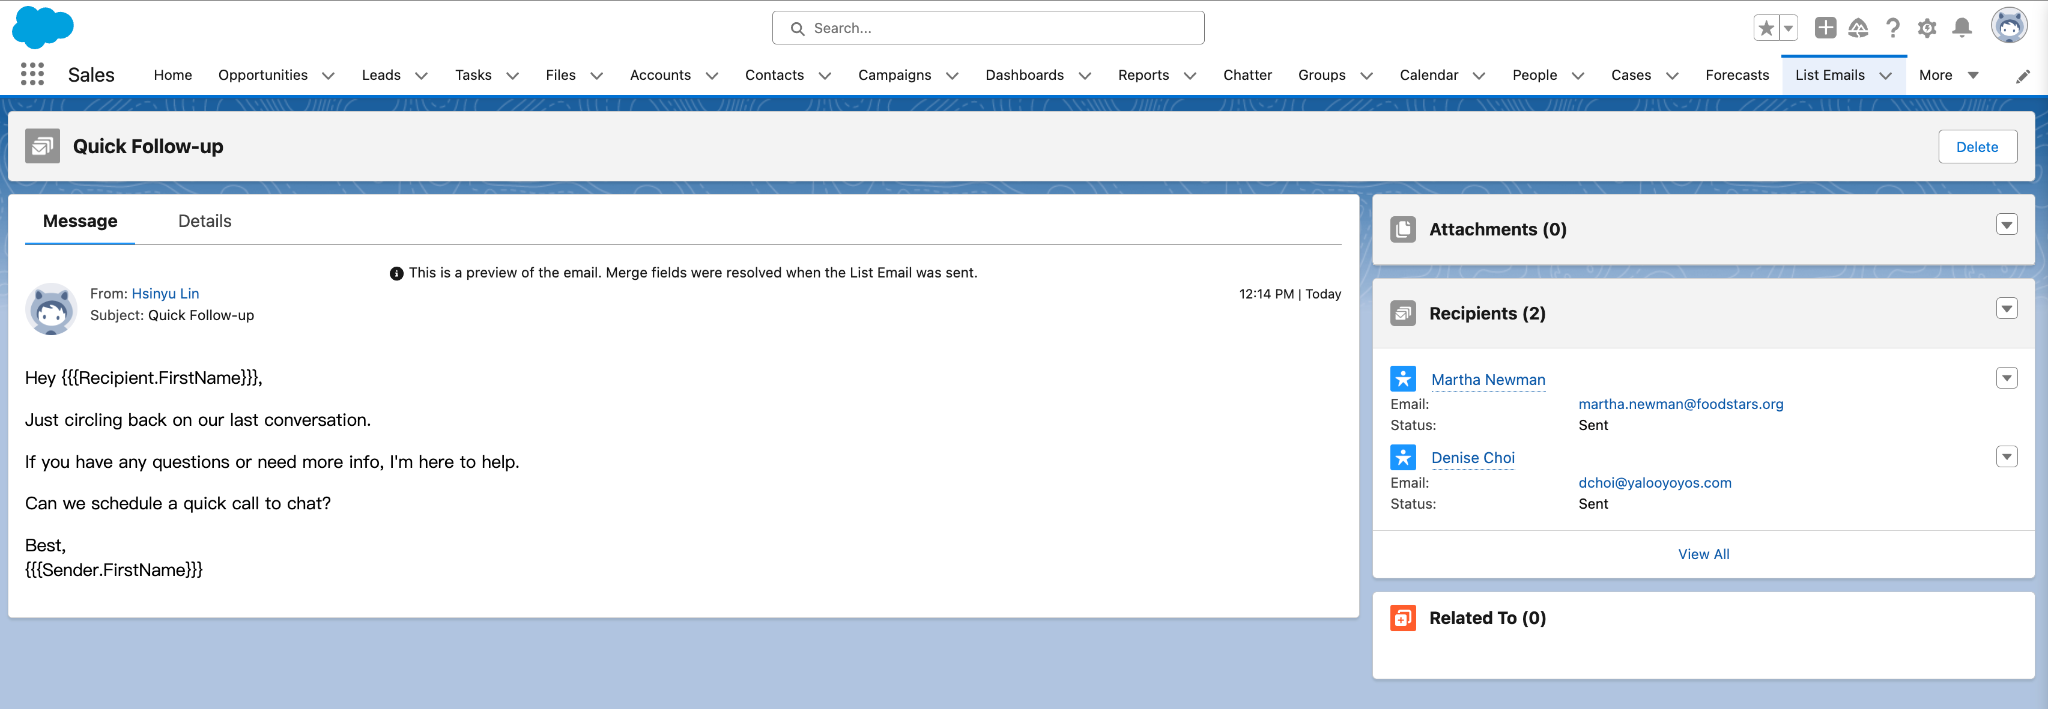 Search...
Sales Home Opportunities Leads Tasks Files Accounts Contacts Campaigns Dashboards Reports Chatter Groups Calendar People Cases Forecasts List Emails More
Quick Follow-up
Delete
Message Details
This is a preview of the email. Merge fields were resolved when the List Email was sent.
From: Hsinyu Lin
12:14 PM | Today
Subject: Quick Follow-up
Hey {{{Recipient.FirstName}}},
Just circling back on our last conversation.
If you have any questions or need more info, I'm here to help.
Can we schedule a quick call to chat?
Best,
{{{Sender.FirstName}}}
Attachments (0)
Recipients (2)
Martha Newman
Email: martha.newman@foodstars.org
Status: Sent
Denise Choi
Email: dchoi@yalooyoyos.com
Status: Sent
View All
Related To (0)